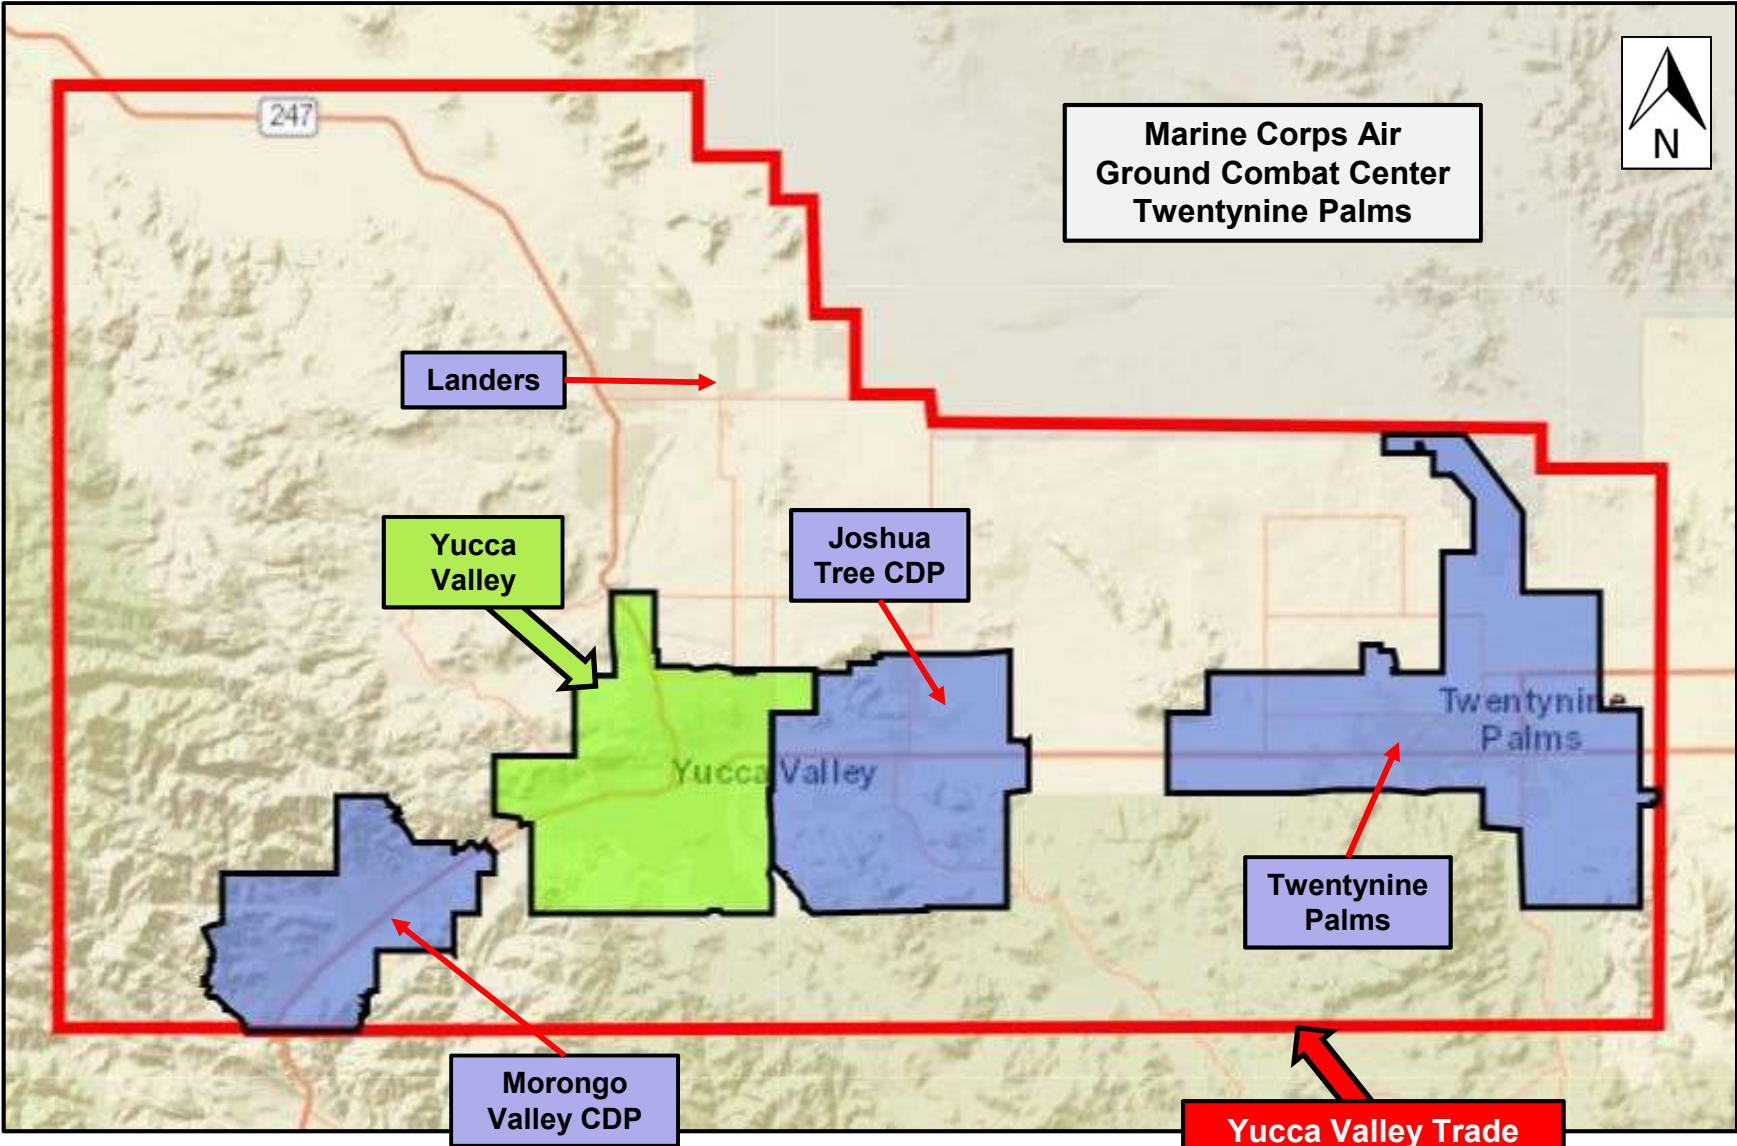 247
Marine Corps Air
Ground Combat Center
Twentynine Palms
N
Landers
Yucca
Valley
Joshua
Tree CDP
Twentynine
Palms
Yucca Valley
Twentynine
Palms
Morongo
Valley CDP
Yucca Valley Trade